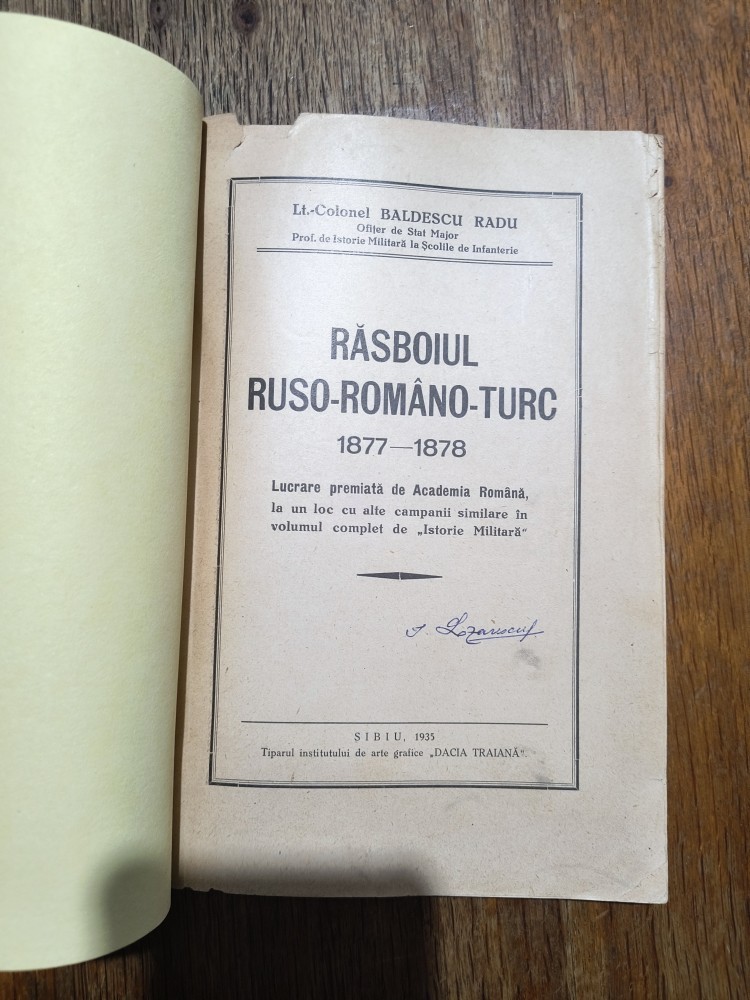 Lt.-Colonel BALDESCU RADU
Ofițer de Stat Major
Prof. de Istorie Militară la Școlile de Infanterie
RĂSBOIUL
RUSO-ROMÂNO-TURC
1877—1878
Lucrare premiată de Academia Română,
la un loc cu alte campanii similare în
volumul complet de „Istorie Militară“
SIBIU, 1935
Tiparul institutului de arte grafice „DACIA TRAIANĂ“.